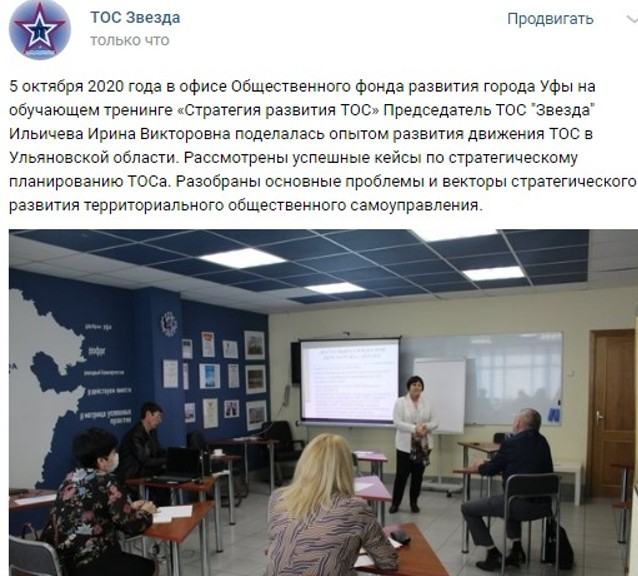 ТОС Звезда
Продвигать
только что
5 октября 2020 года в офисе Общественного фонда развития города Уфы на
обучающем тренинге «Стратегия развития ТОС» Председатель ТОС "Звезда"
Ильичева Ирина Викторовна поделалась опытом развития движения ТОС в
Ульяновской области. Рассмотрены успешные кейсы по стратегическому
планированию ТОСа. Разобраны основные проблемы и векторы стратегического
развития территориального общественного самоуправления.